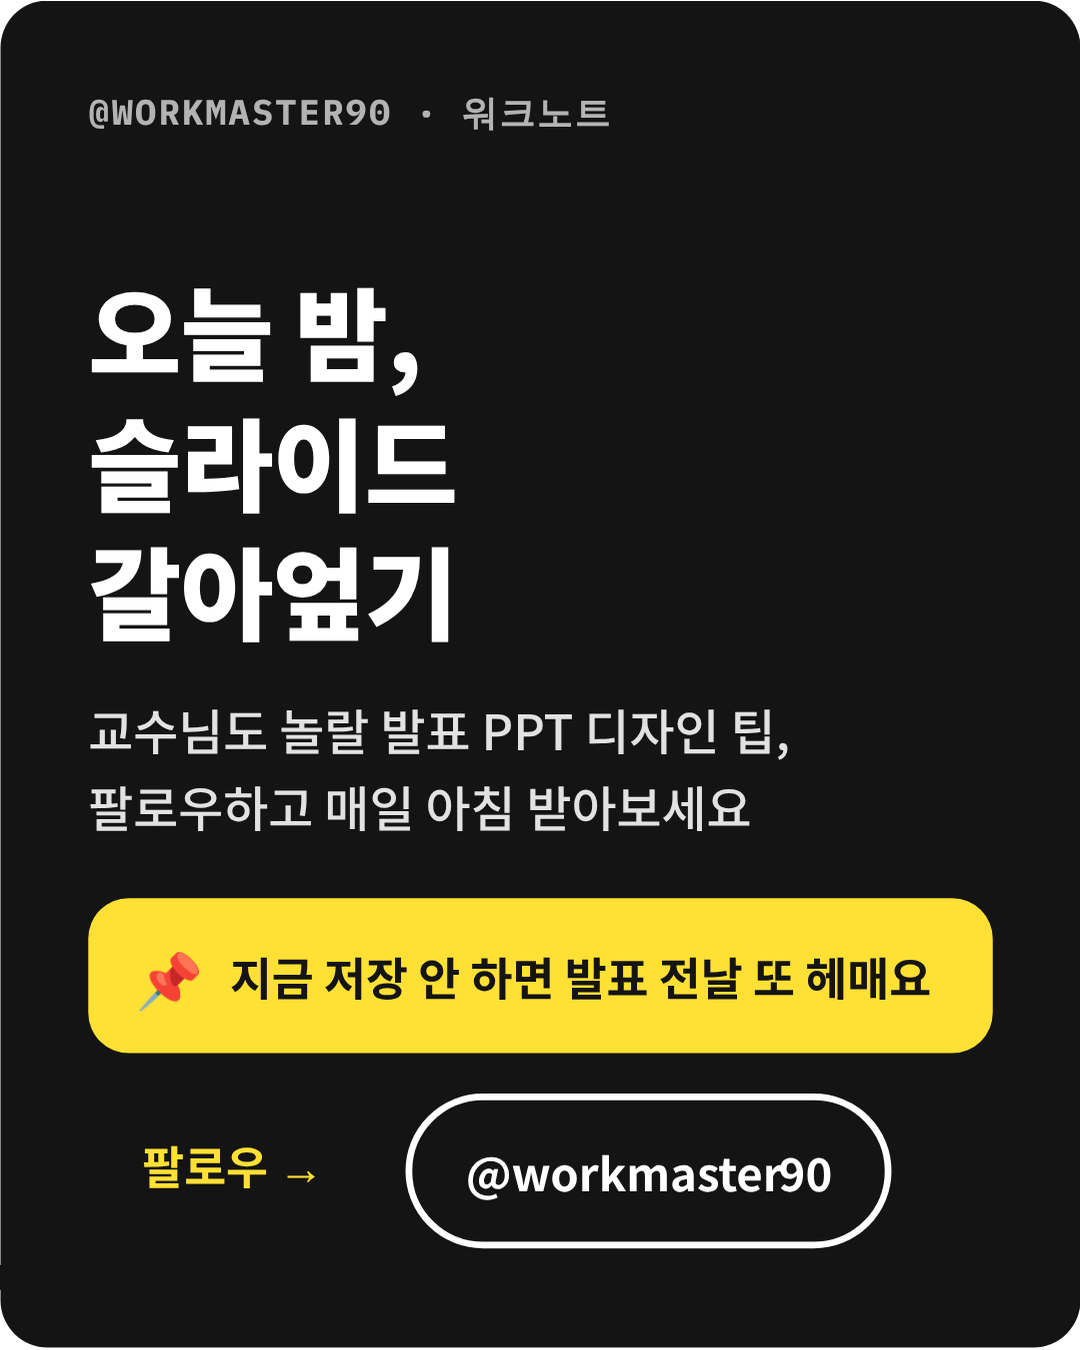 @WORKMASTER90 · 워크노트
오늘 밤,
슬라이드
갈아엎기
교수님도 놀랄 발표 PPT 디자인 팁,
팔로우하고 매일 아침 받아보세요
📌 지금 저장 안 하면 발표 전날 또 헤매요
팔로우 →
@workmaster90